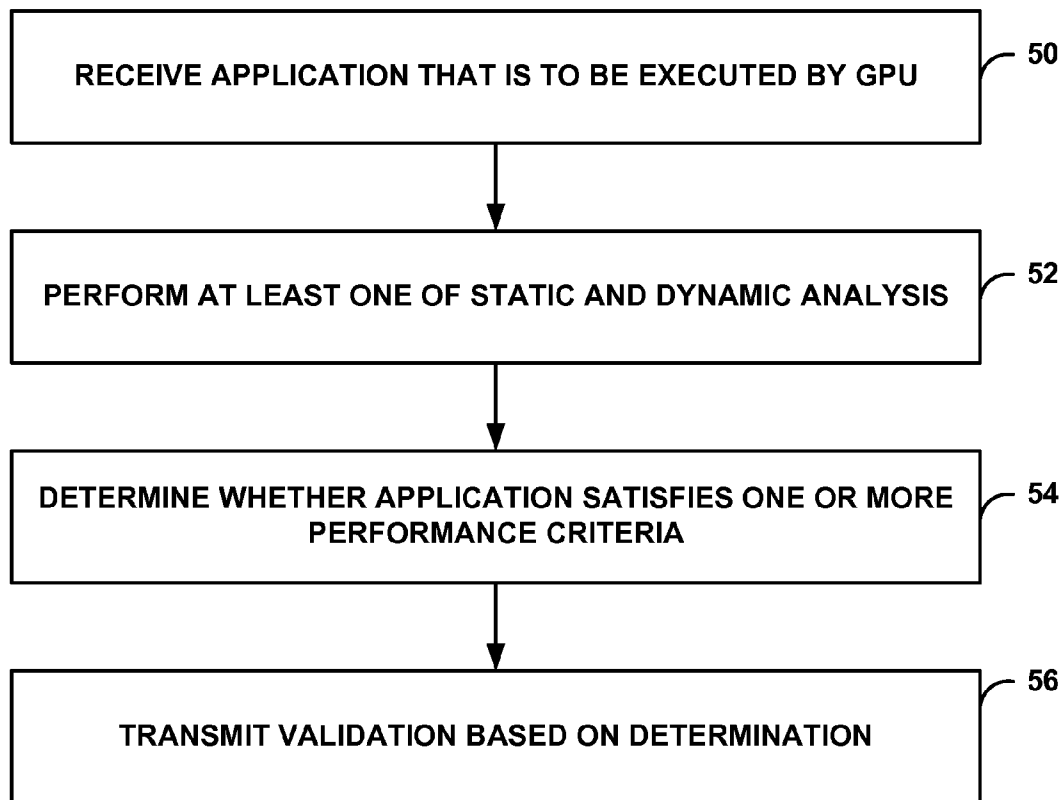 RECEIVE APPLICATION THAT IS TO BE EXECUTED BY GPU
50
PERFORM AT LEAST ONE OF STATIC AND DYNAMIC ANALYSIS
52
DETERMINE WHETHER APPLICATION SATISFIES ONE OR MORE
PERFORMANCE CRITERIA
54
TRANSMIT VALIDATION BASED ON DETERMINATION
56